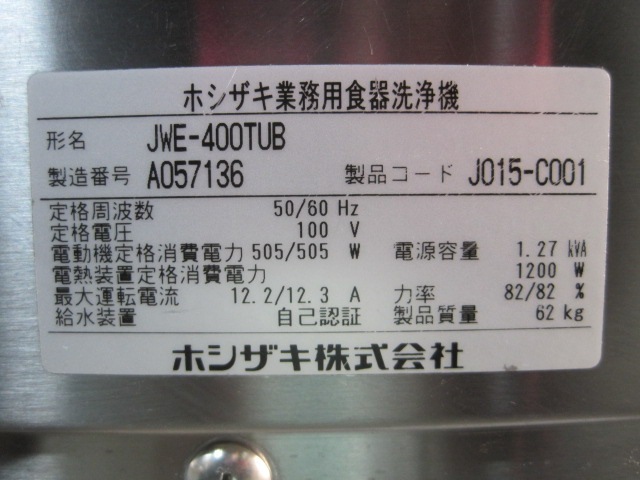 ホシザキ業務用食器洗浄機
形名 JWE-400TUB
製造番号 A057136 製品コード J015-C001
定格周波数 50/60 Hz
定格電圧 100 V
電動機定格消費電力 505/505 W 電源容量 1.27 kVA
電熱装置定格消費電力 1200 W
最大運転電流 12.2/12.3 A 力率 82/82 %
給水装置 自己認証 製品質量 62 kg
ホシザキ株式会社